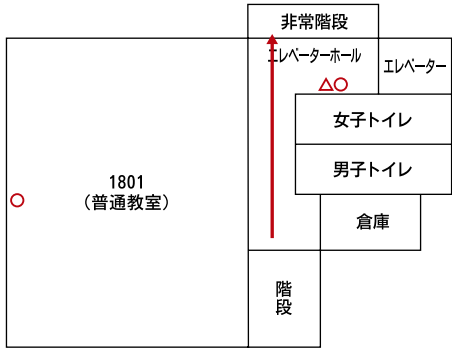 非常階段
エレベーターホール
エレベーター
女子トイレ
男子トイレ
1801
（普通教室）
倉庫
階
段